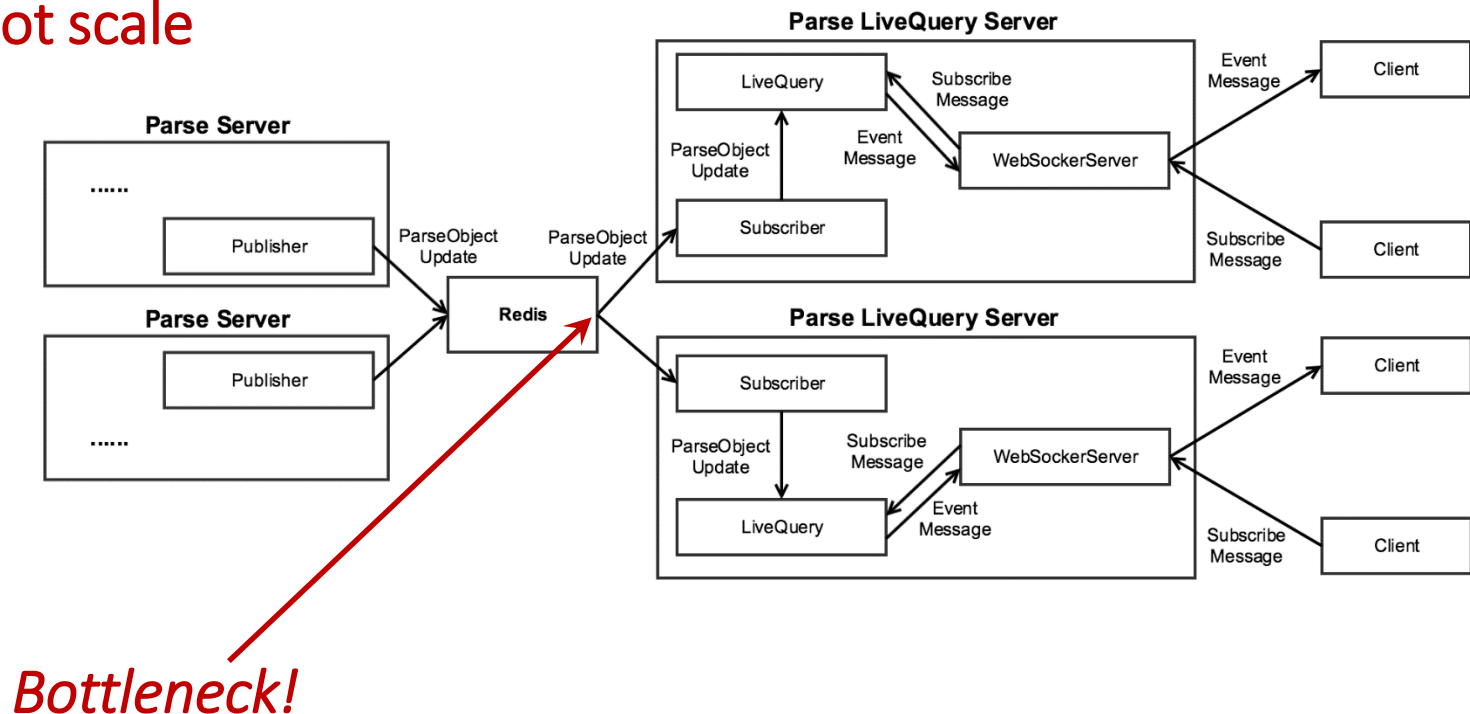 ot scale
Parse Server
......
Publisher
Parse Server
Publisher
......
ParseObject
Update
Redis
ParseObject
Update
Parse LiveQuery Server
LiveQuery
Subscribe
Message
Event
Message
ParseObject
Update
WebSockerServer
Subscriber
Event
Message
Client
Subscribe
Message
Client
Parse LiveQuery Server
Subscriber
ParseObject
Update
Subscribe
Message
WebSockerServer
LiveQuery
Event
Message
Event
Message
Client
Subscribe
Message
Client
Bottleneck!